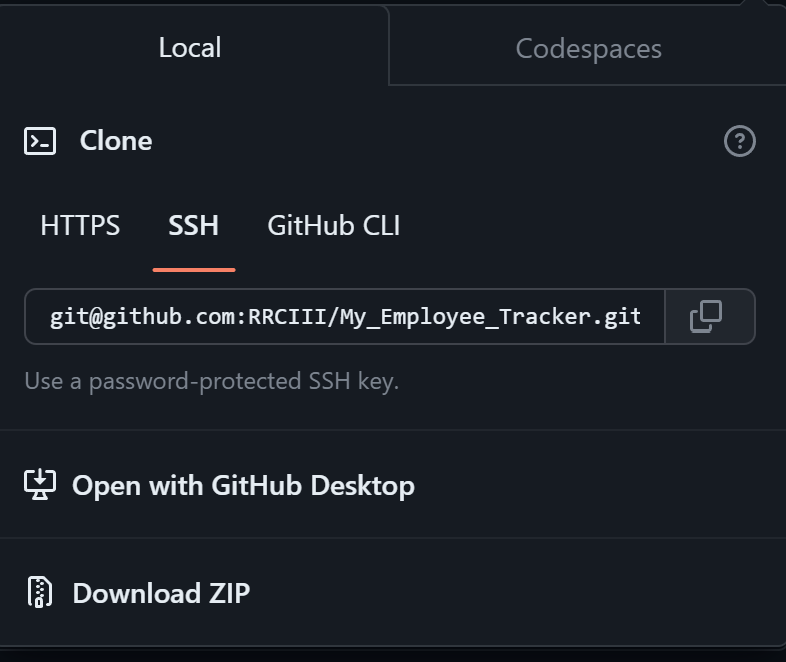 Local
Codespaces
Clone
HTTPS
SSH
GitHub CLI
git@github.com:RRCIII/My_Employee_Tracker.git
Use a password-protected SSH key.
Open with GitHub Desktop
Download ZIP